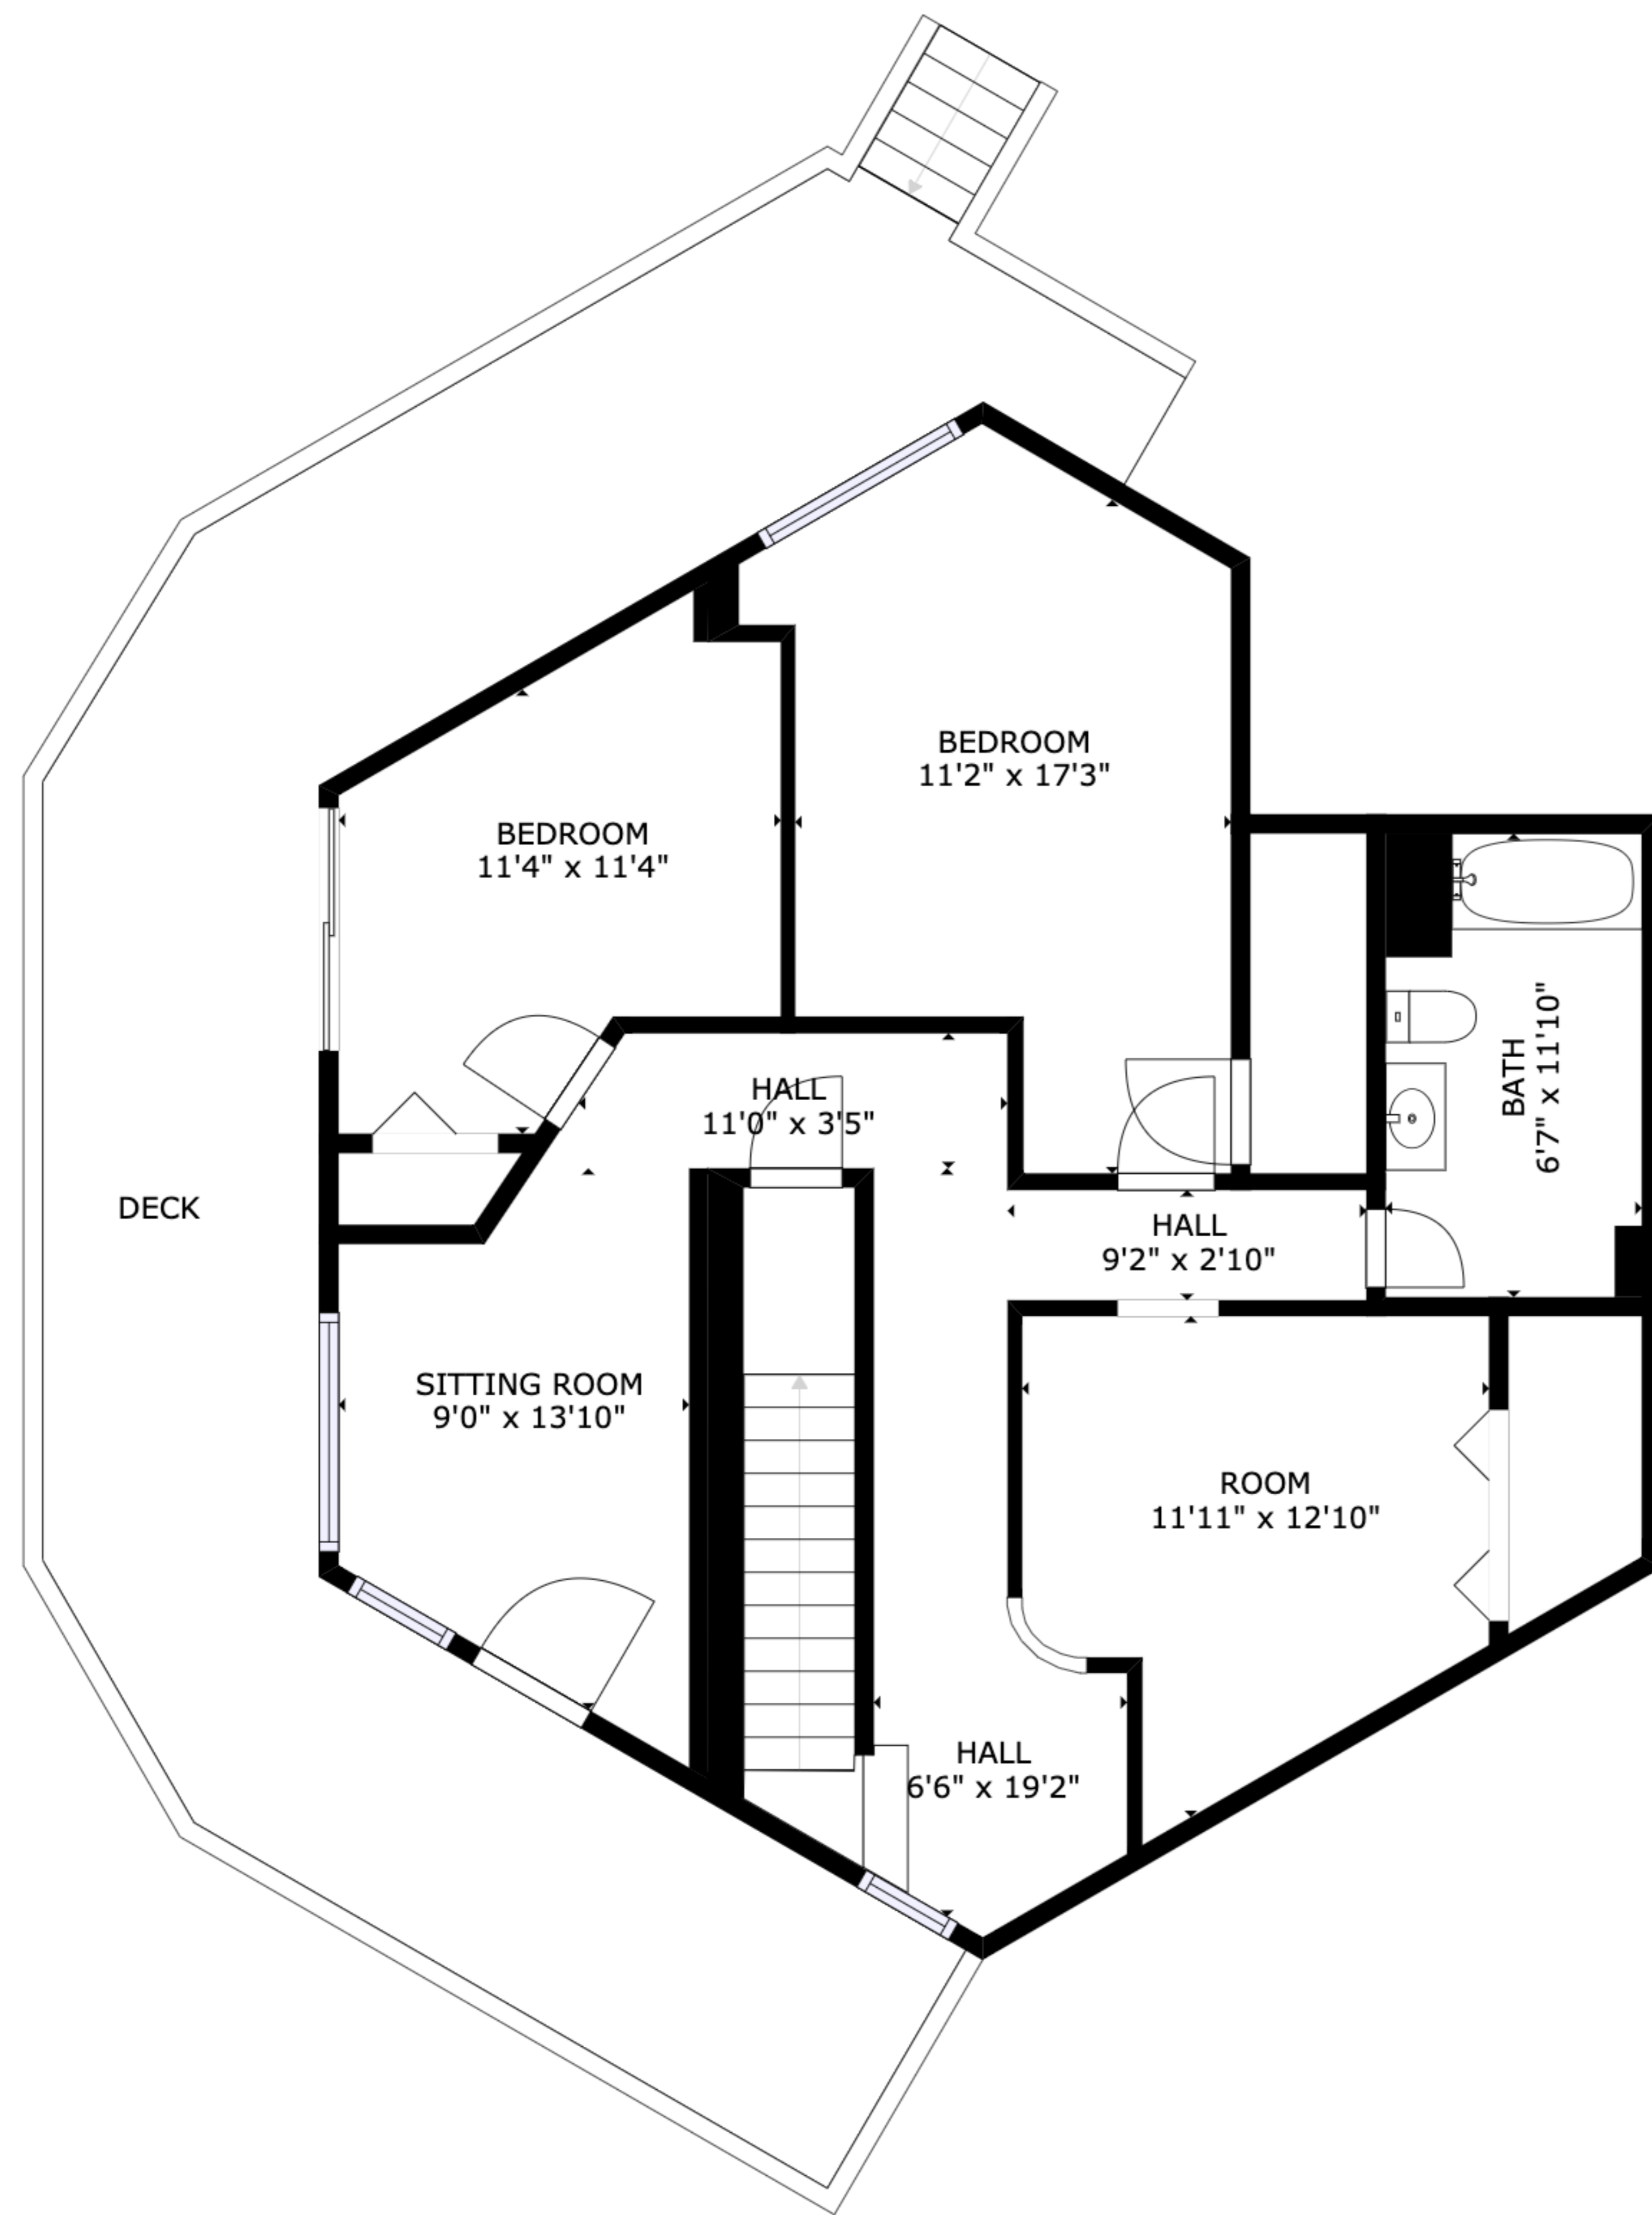 BEDROOM
11'2" x 17'3"
BEDROOM
11'4" x 11'4"
BATH
6'7" x 11'10"
HALL
11'0" x 3'5"
DECK
HALL
9'2" x 2'10"
SITTING ROOM
9'0" x 13'10"
ROOM
11'11" x 12'10"
HALL
6'6" x 19'2"